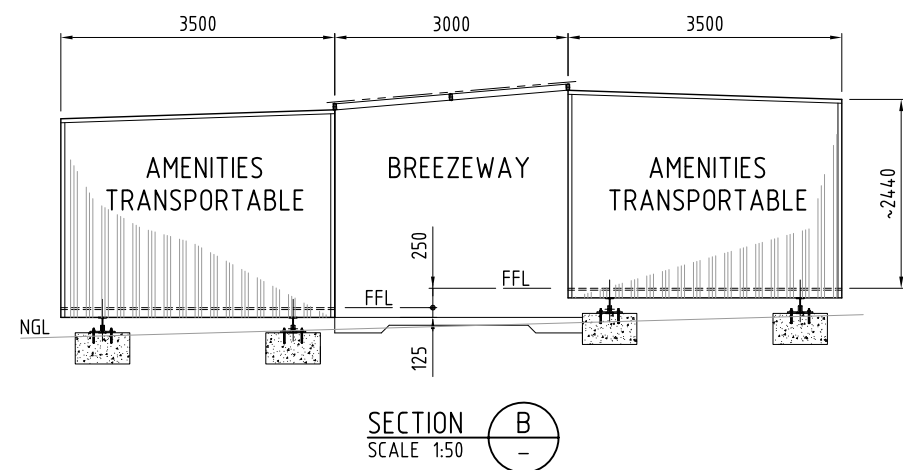 3500
3000
3500
AMENITIES
TRANSPORTABLE
BREEZEWAY
AMENITIES
TRANSPORTABLE
~2440
250
FFL
FFL
NGL
125
SECTION
SCALE 1:50
B
–